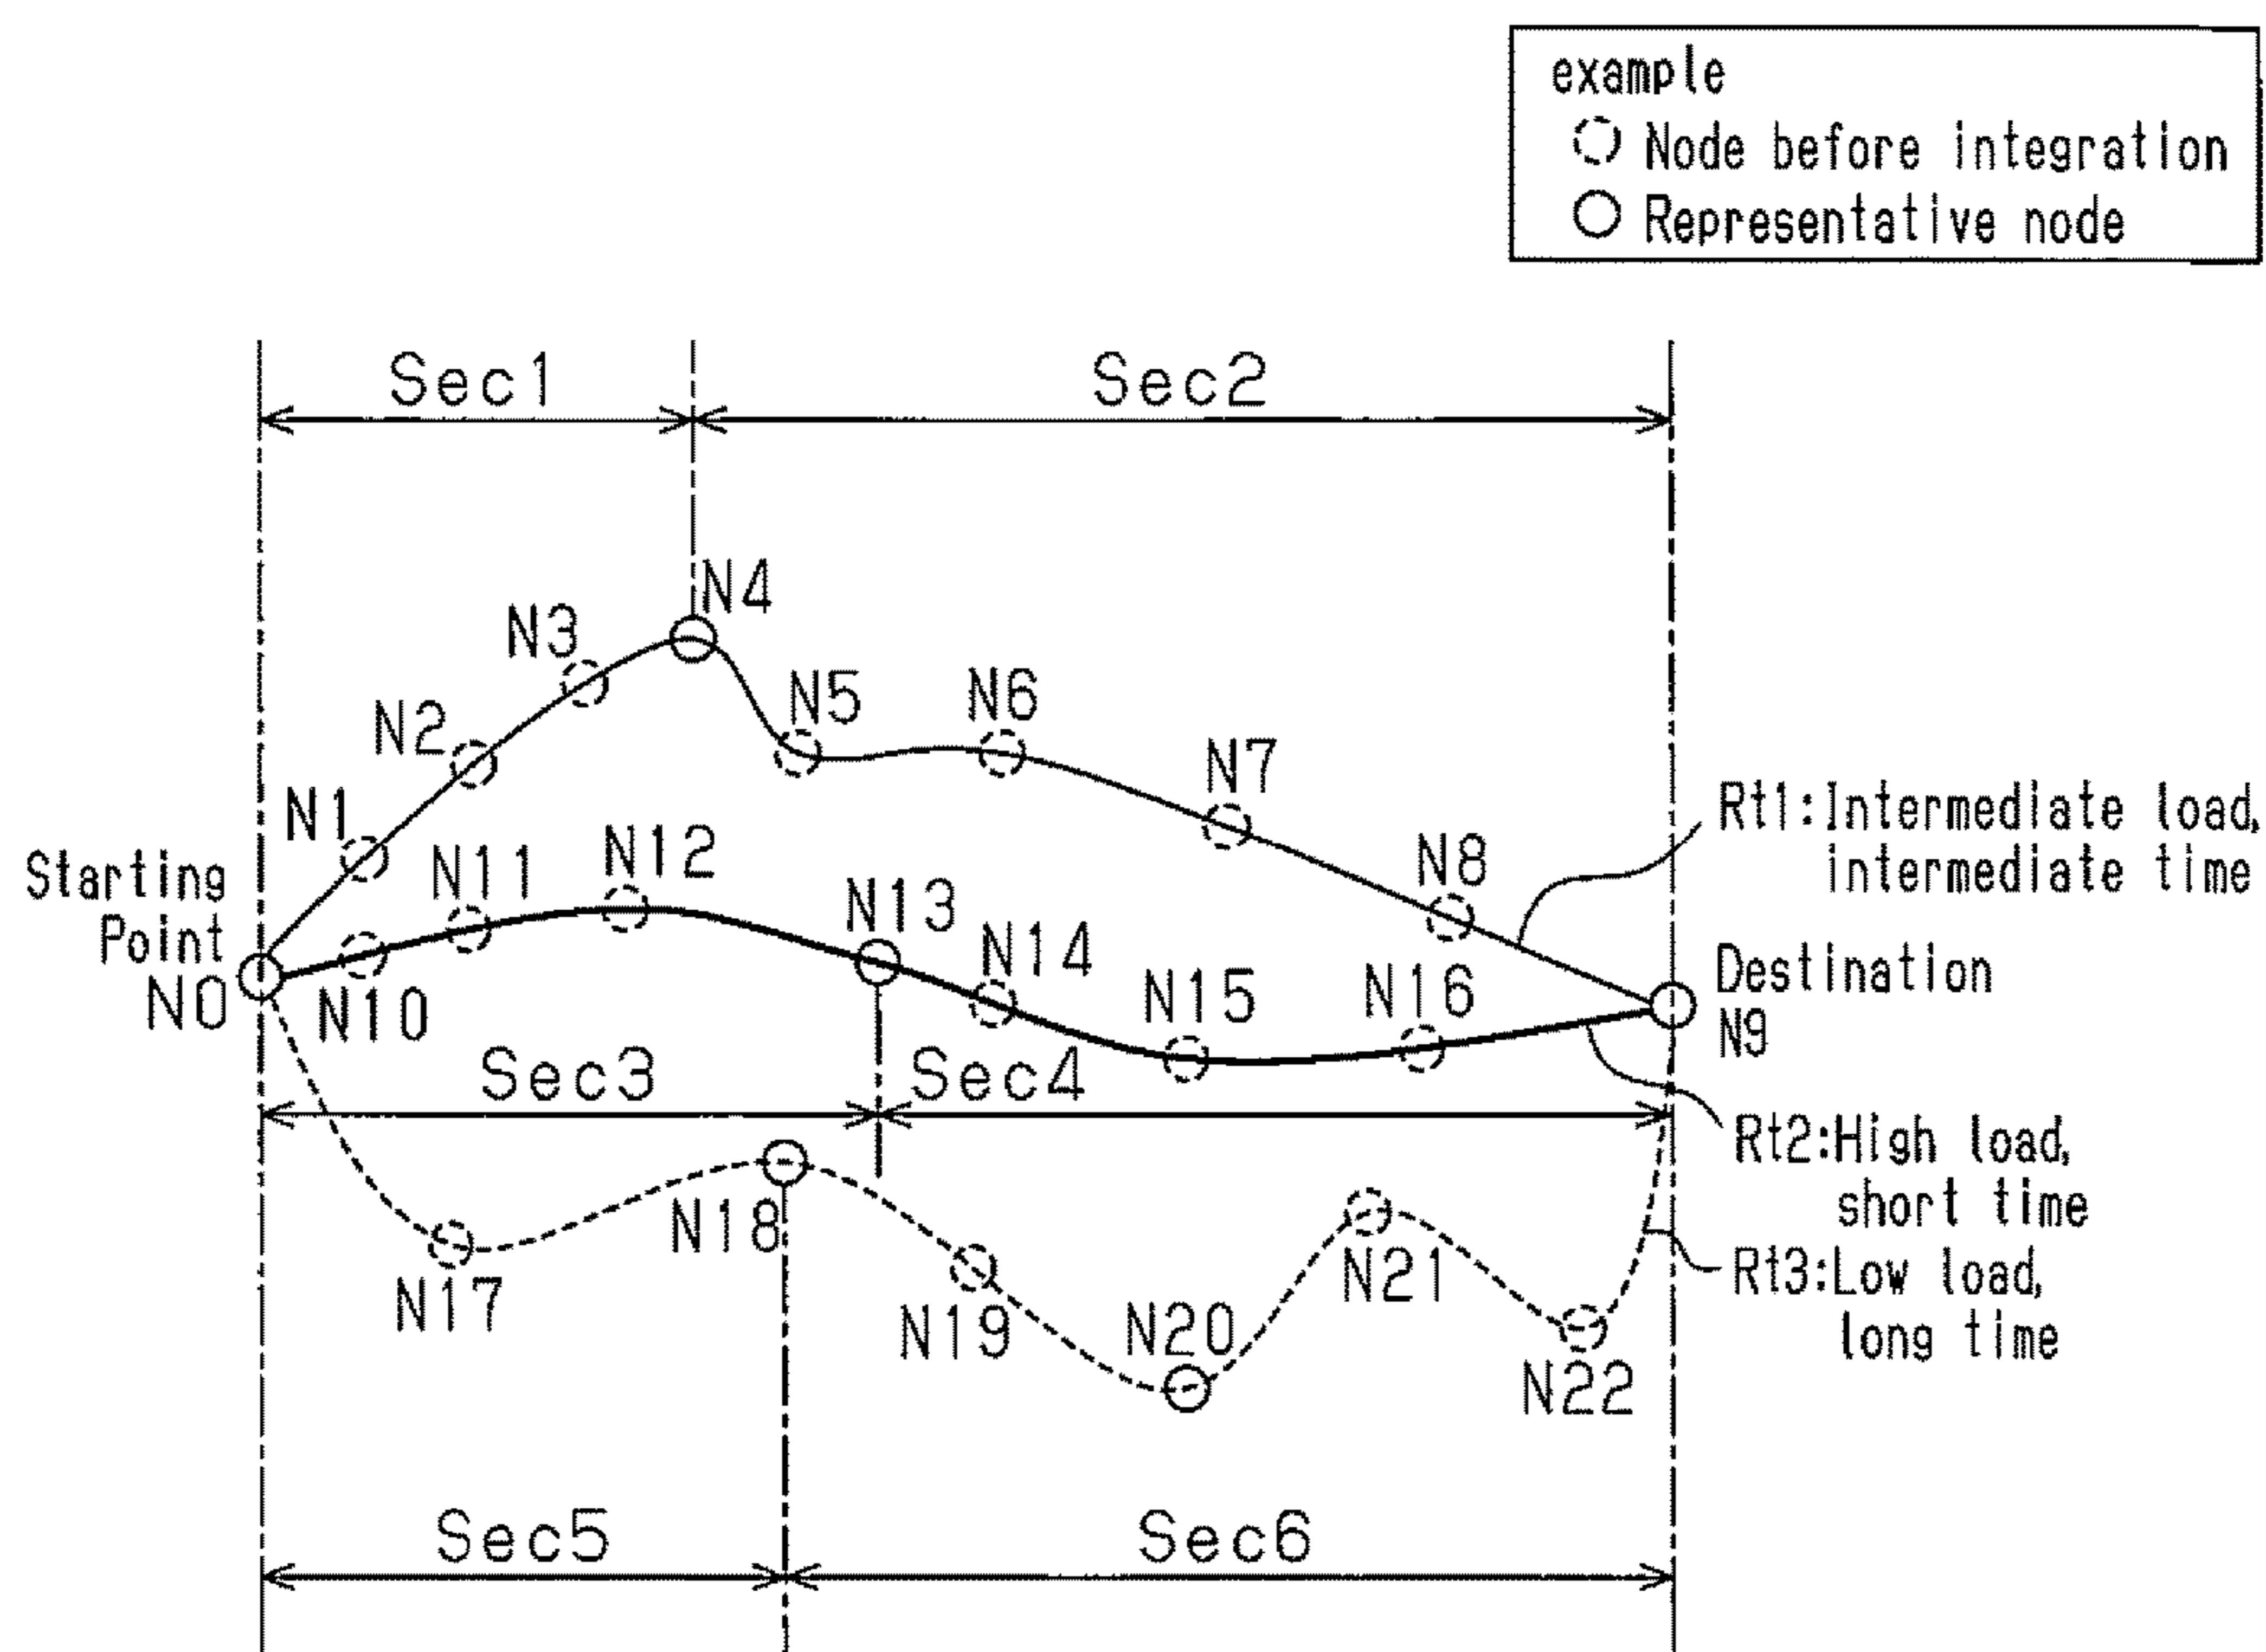 example
Node before integration
Representative node
Sec1
Sec2
N4
N3
N5
N6
N2
N7
N1
Rt1:Intermediate load,
intermediate time
N12
N11
N8
Starting
Point
N13
N14
N0
N10
N15
N16
Destination
N9
Sec3
Sec4
Rt2:High load,
short time
N18
N17
N19
N20
N21
Rt3:Low load,
long time
N22
Sec5
Sec6